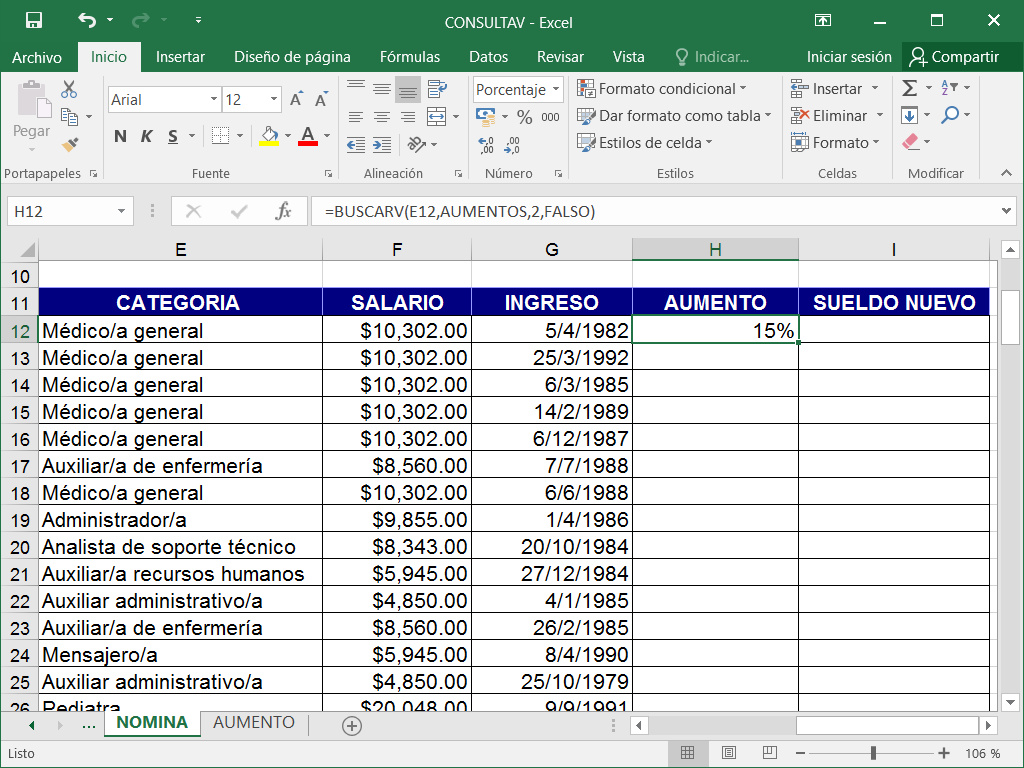 CONSULTAV - Excel
Archivo Inicio Insertar Diseño de página Fórmulas Datos Revisar Vista Indicar... Iniciar sesión Compartir
Pegar
Arial 12
N K S A A A
Porcentaje
% 000
Formato condicional
Dar formato como tabla
Estilos de celda
Insertar
Eliminar
Formato
Portapapeles Fuente Alineación Número Estilos Celdas Modificar
H12 fx =BUSCARV(E12,AUMENTOS,2,FALSO)
E F G H I
10
11 CATEGORIA SALARIO INGRESO AUMENTO SUELDO NUEVO
12 Médico/a general $10,302.00 5/4/1982 15%
13 Médico/a general $10,302.00 25/3/1992
14 Médico/a general $10,302.00 6/3/1985
15 Médico/a general $10,302.00 14/2/1989
16 Médico/a general $10,302.00 6/12/1987
17 Auxiliar/a de enfermería $8,560.00 7/7/1988
18 Médico/a general $10,302.00 6/6/1988
19 Administrador/a $9,855.00 1/4/1986
20 Analista de soporte técnico $8,343.00 20/10/1984
21 Auxiliar/a recursos humanos $5,945.00 27/12/1984
22 Auxiliar administrativo/a $4,850.00 4/1/1985
23 Auxiliar/a de enfermería $8,560.00 26/2/1985
24 Mensajero/a $5,945.00 8/4/1990
25 Auxiliar administrativo/a $4,850.00 25/10/1979
26 Pediatra $20,048.00 9/9/1991
... NOMINA AUMENTO
Listo 106 %